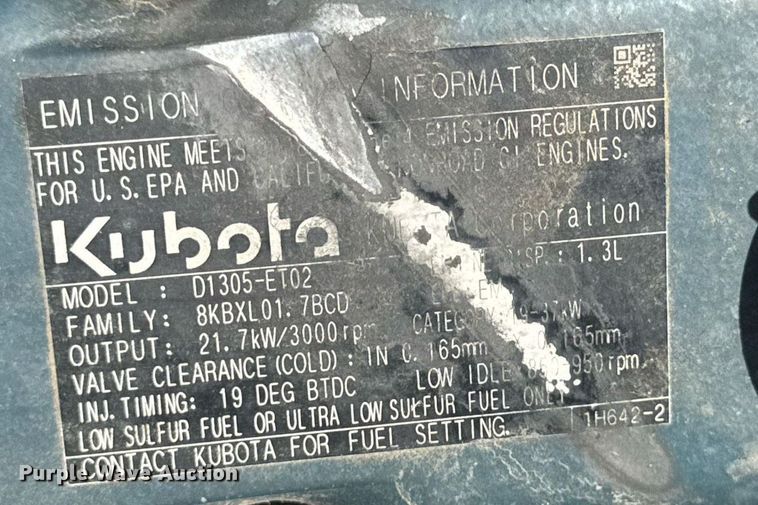 EMISSION INFORMATION
THIS ENGINE MEETS EMISSION REGULATIONS
FOR U.S. EPA AND ENGINES.
Kubota Corporation
MODEL : D1305-ET02 DISP : 1.3L
FAMILY: 8KBXL01.7BCD
OUTPUT: 21.7kW/3000rpm CATEGORY
VALVE CLEARANCE(COLD): IN 0.165mm
INJ.TIMING: 19 DEG BTDC LOW IDLE 950rpm
LOW SULFUR FUEL OR ULTRA LOW SULFUR FUEL ONLY
CONTACT KUBOTA FOR FUEL SETTING. 1H642-2
Purple Wave Auction